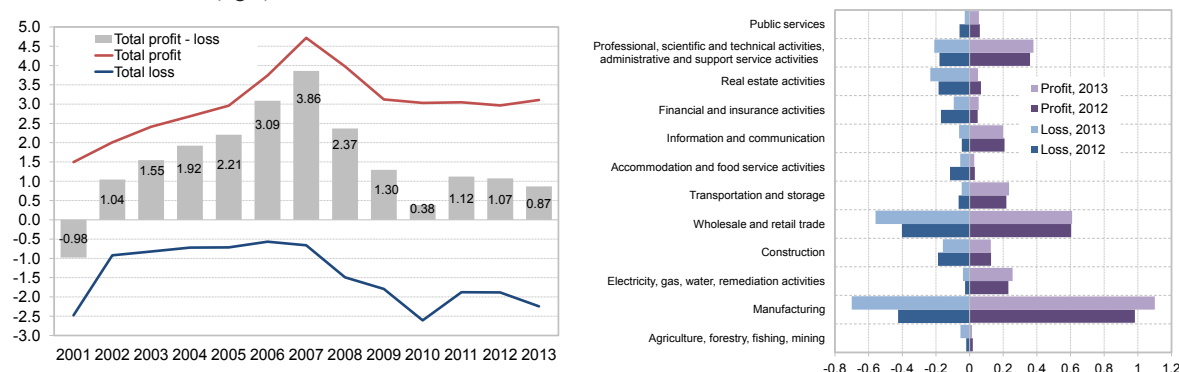 5.0
4.5
4.0
3.5
3.0
2.5
2.0
1.5
1.0
0.5
0.0
-0.5
-1.0
-1.5
-2.0
-2.5
-3.0
Total profit - loss
Total profit
Total loss
-0.98
1.04
1.55
1.92
2.21
3.09
3.86
2.37
1.30
0.38
1.12
1.07
0.87
2001 2002 2003 2004 2005 2006 2007 2008 2009 2010 2011 2012 2013
Public services
Professional, scientific and technical activities,
administrative and support service activities
Real estate activities
Financial and insurance activities
Information and communication
Accommodation and food service activities
Transportation and storage
Wholesale and retail trade
Construction
Electricity, gas, water, remediation activities
Manufacturing
Agriculture, forestry, fishing, mining
Profit, 2013
Profit, 2012
Loss, 2013
Loss, 2012
-0.8 -0.6 -0.4 -0.2 0 0.2 0.4 0.6 0.8 1 1.2